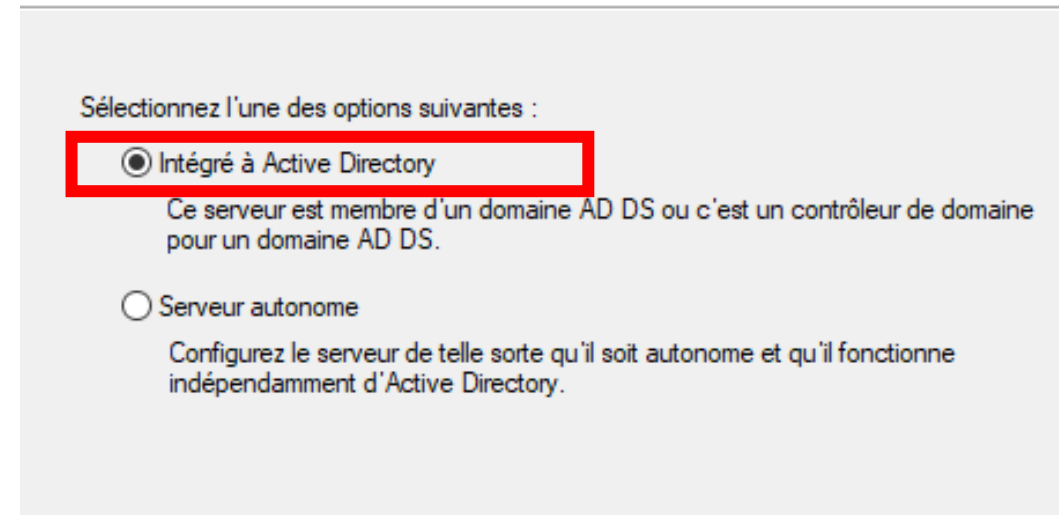 Sélectionnez l'une des options suivantes :
Intégré à Active Directory
Ce serveur est membre d'un domaine AD DS ou c'est un contrôleur de domaine
pour un domaine AD DS.
Serveur autonome
Configurez le serveur de telle sorte qu'il soit autonome et qu'il fonctionne
indépendamment d'Active Directory.